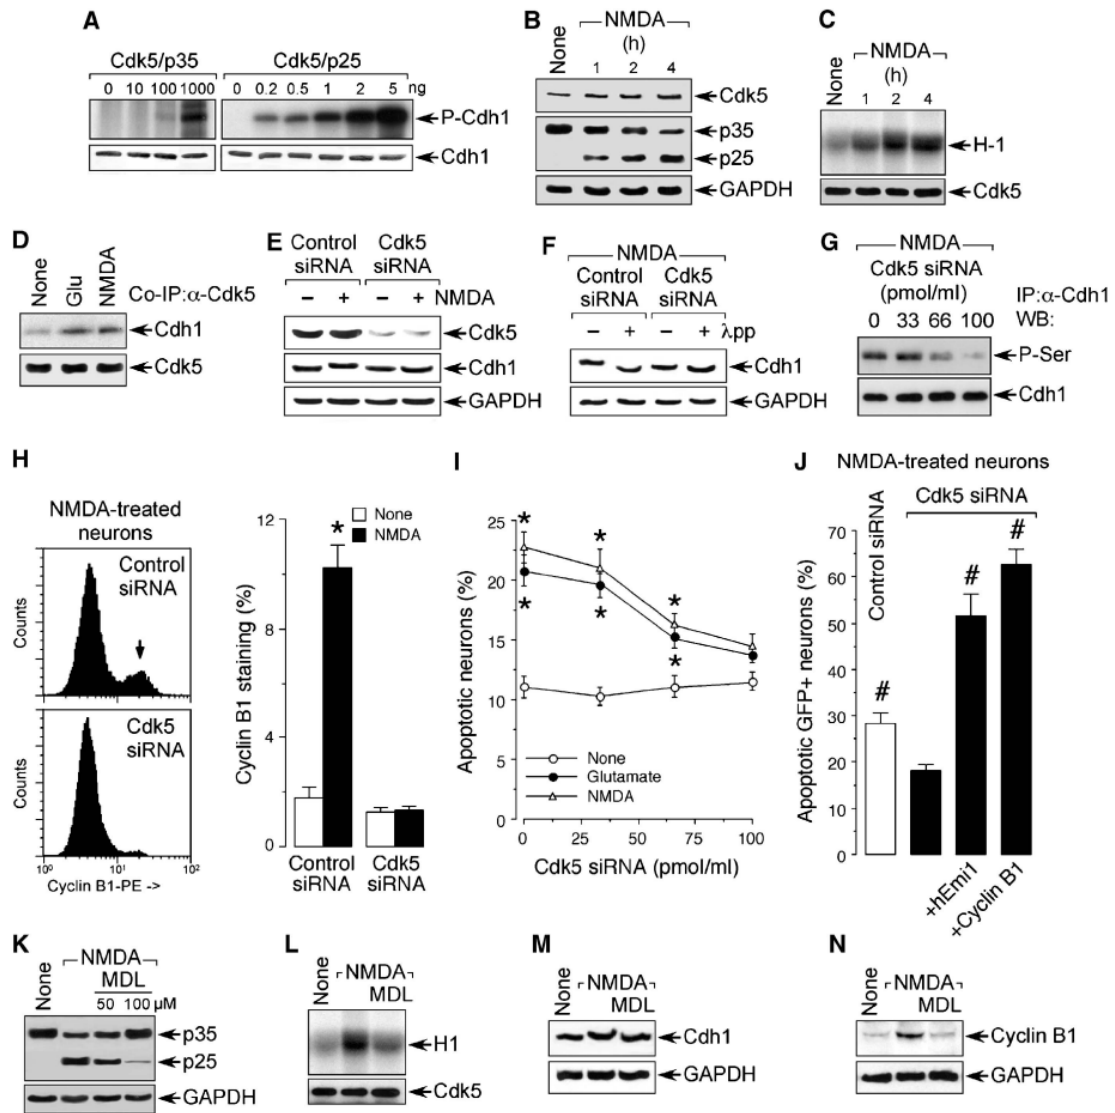 A
Cdk5/p35 Cdk5/p25
0 10 100 1000 0 0.2 0.5 1 2 5 ng
P-Cdh1
Cdh1
B
None NMDA
(h)
1 2 4
Cdk5
p35
p25
GAPDH
C
None NMDA
(h)
1 2 4
H-1
Cdk5
D
None Glu NMDA Co-IP:α-Cdk5
Cdh1
Cdk5
E
Control siRNA Cdk5 siRNA
− + − + NMDA
Cdk5
Cdh1
GAPDH
F
NMDA
Control siRNA Cdk5 siRNA
− + − + λpp
Cdh1
GAPDH
G
NMDA
Cdk5 siRNA
(pmol/ml) IP:α-Cdh1
0 33 66 100 WB:
P-Ser
Cdh1
H
NMDA-treated
neurons
Control
siRNA
Counts
Cdk5
siRNA
Counts
10⁰ 10¹ 10²
Cyclin B1-PE ->
None
NMDA
*
Cyclin B1 staining (%)
12
8
4
0
Control
siRNA
Cdk5
siRNA
I
Apoptotic neurons (%)
25
20
15
10
5
0
* * *
* * *
None
Glutamate
NMDA
0 25 50 75 100
Cdk5 siRNA (pmol/ml)
J
NMDA-treated neurons
Control siRNA
Cdk5 siRNA
Apoptotic GFP+ neurons (%)
70
60
50
40
30
20
10
0
# # #
+hEmi1
+Cyclin B1
K
None NMDA
MDL
50 100 µM
p35
p25
GAPDH
L
None NMDA
MDL
H1
Cdk5
M
None NMDA
MDL
Cdh1
GAPDH
N
None NMDA
MDL
Cyclin B1
GAPDH